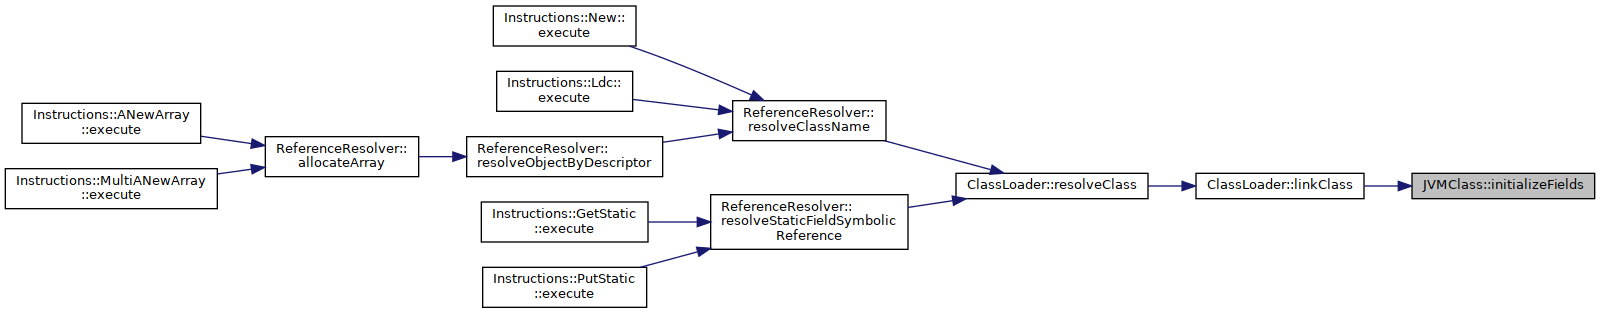 Instructions::New::
execute
Instructions::Ldc::
execute
Instructions::ANewArray
::execute
Instructions::MultiANewArray
::execute
ReferenceResolver::
allocateArray
ReferenceResolver::
resolveObjectByDescriptor
ReferenceResolver::
resolveClassName
Instructions::GetStatic
::execute
Instructions::PutStatic
::execute
ReferenceResolver::
resolveStaticFieldSymbolic
Reference
ClassLoader::resolveClass
ClassLoader::linkClass
JVMClass::initializeFields